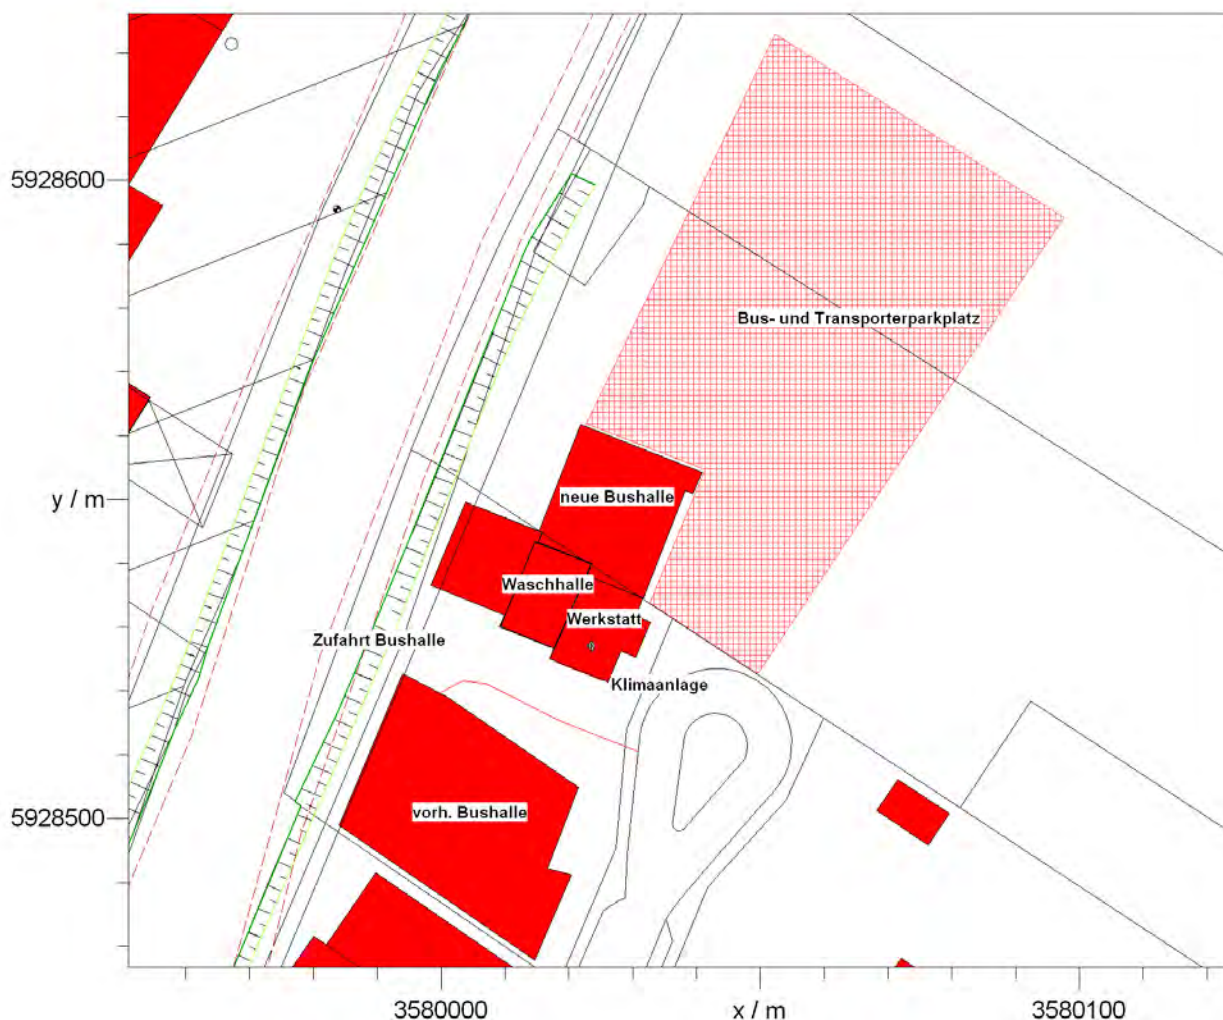 5928600
Bus- und Transporterparkplatz
y / m
neue Bushalle
Waschhalle
Werkstatt
Zufahrt Bushalle
Klimaanlage
vorh. Bushalle
5928500
3580000
x / m
3580100